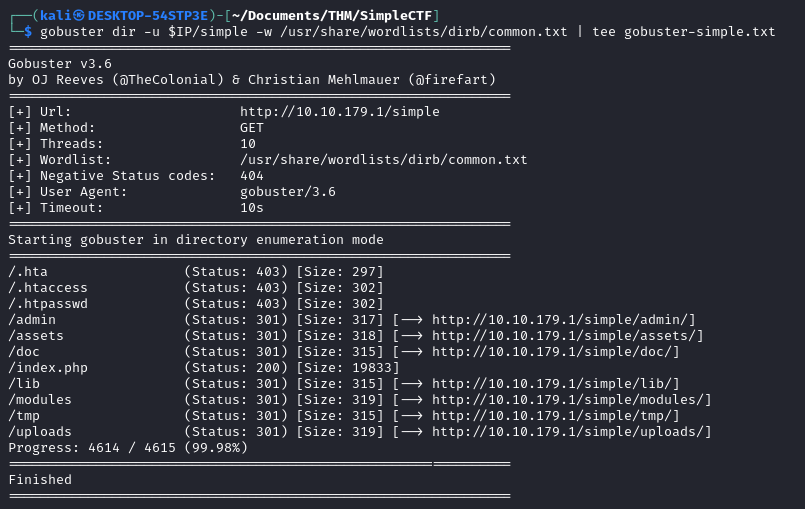 ┌──(kali㉿DESKTOP-54STP3E)-[~/Documents/THM/SimpleCTF]
└─$ gobuster dir -u $IP/simple -w /usr/share/wordlists/dirb/common.txt | tee gobuster-simple.txt
===============================================================
Gobuster v3.6
by OJ Reeves (@TheColonial) & Christian Mehlmauer (@firefart)
===============================================================
[+] Url:                     http://10.10.179.1/simple
[+] Method:                  GET
[+] Threads:                 10
[+] Wordlist:                /usr/share/wordlists/dirb/common.txt
[+] Negative Status codes:   404
[+] User Agent:              gobuster/3.6
[+] Timeout:                 10s
===============================================================
Starting gobuster in directory enumeration mode
===============================================================
/.hta                 (Status: 403) [Size: 297]
/.htaccess            (Status: 403) [Size: 302]
/.htpasswd            (Status: 403) [Size: 302]
/admin                (Status: 301) [Size: 317] [--> http://10.10.179.1/simple/admin/]
/assets               (Status: 301) [Size: 318] [--> http://10.10.179.1/simple/assets/]
/doc                  (Status: 301) [Size: 315] [--> http://10.10.179.1/simple/doc/]
/index.php            (Status: 200) [Size: 19833]
/lib                  (Status: 301) [Size: 315] [--> http://10.10.179.1/simple/lib/]
/modules              (Status: 301) [Size: 319] [--> http://10.10.179.1/simple/modules/]
/tmp                  (Status: 301) [Size: 315] [--> http://10.10.179.1/simple/tmp/]
/uploads              (Status: 301) [Size: 319] [--> http://10.10.179.1/simple/uploads/]
Progress: 4614 / 4615 (99.98%)
===============================================================
Finished
===============================================================